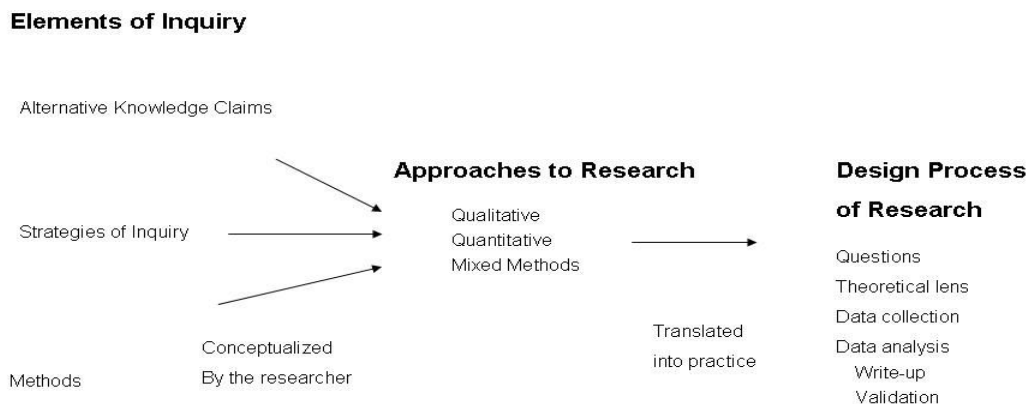 Elements of Inquiry
Alternative Knowledge Claims
Strategies of Inquiry
Conceptualized
By the researcher
Methods
Approaches to Research
Qualitative
Quantitative
Mixed Methods
Translated
into practice
Design Process
of Research
Questions
Theoretical lens
Data collection
Data analysis
Write-up
Validation